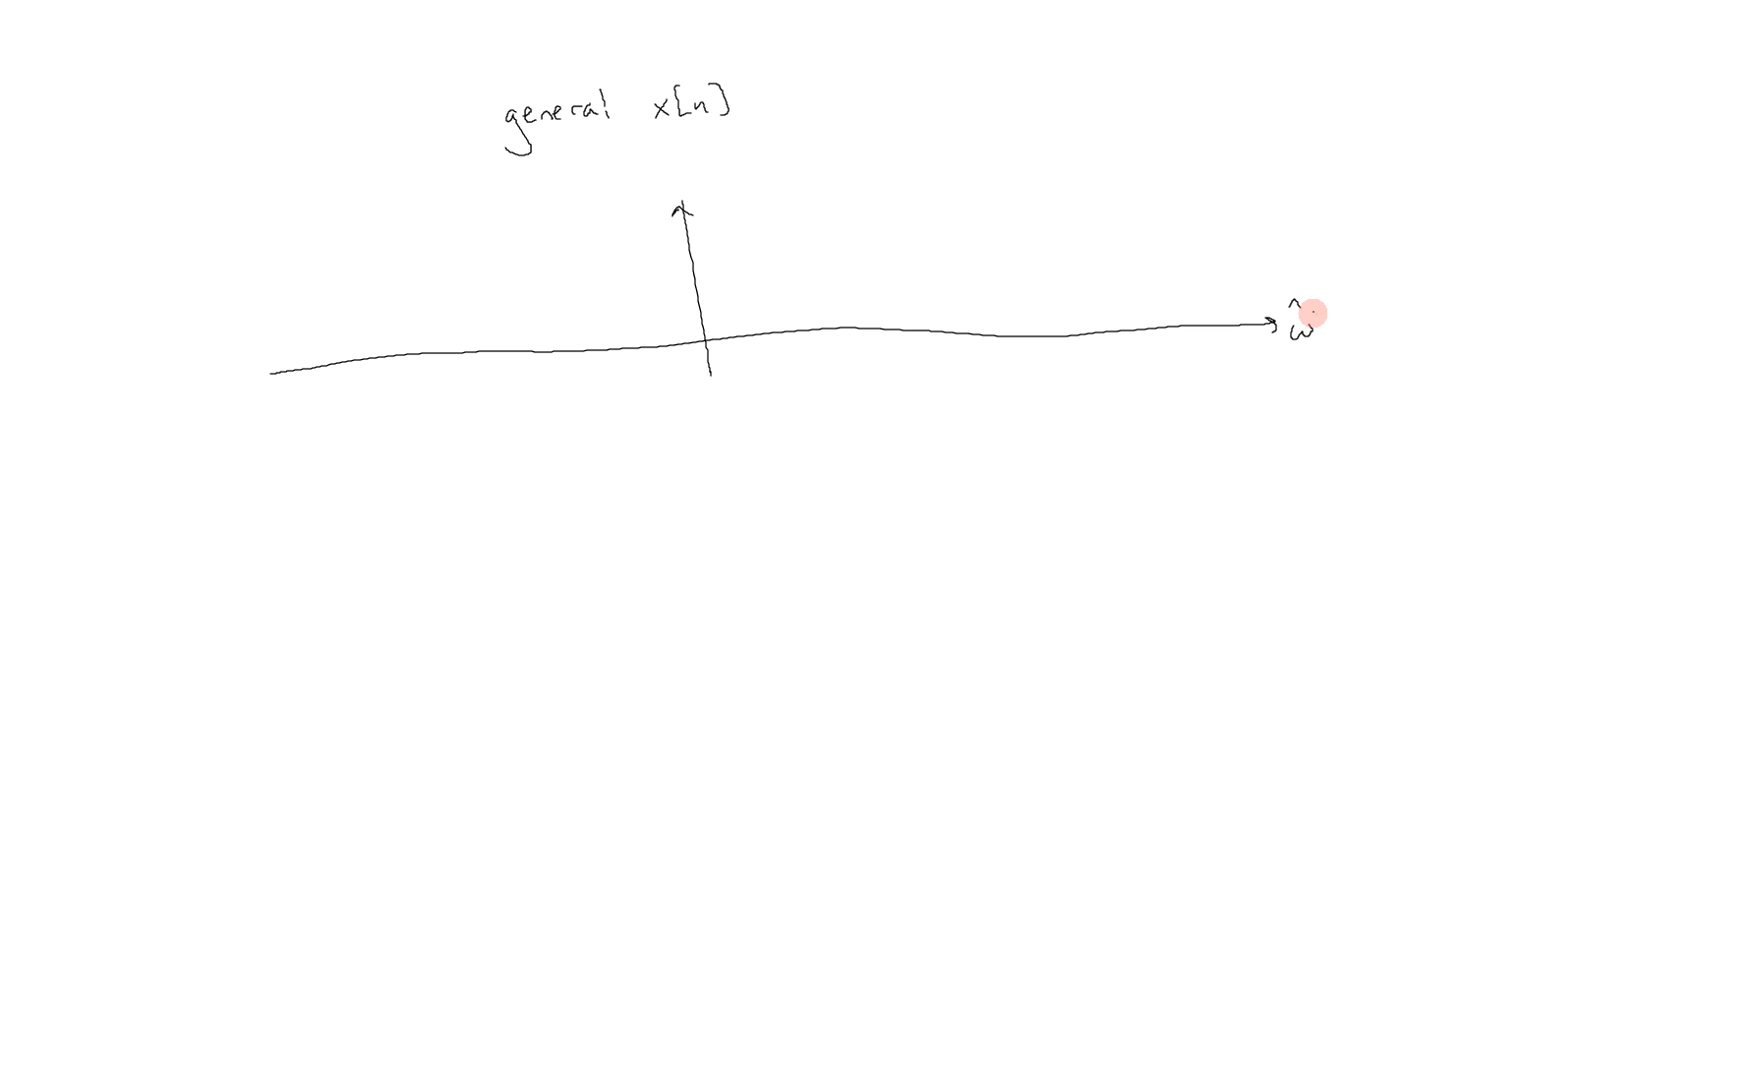 general x[n]
ω̂